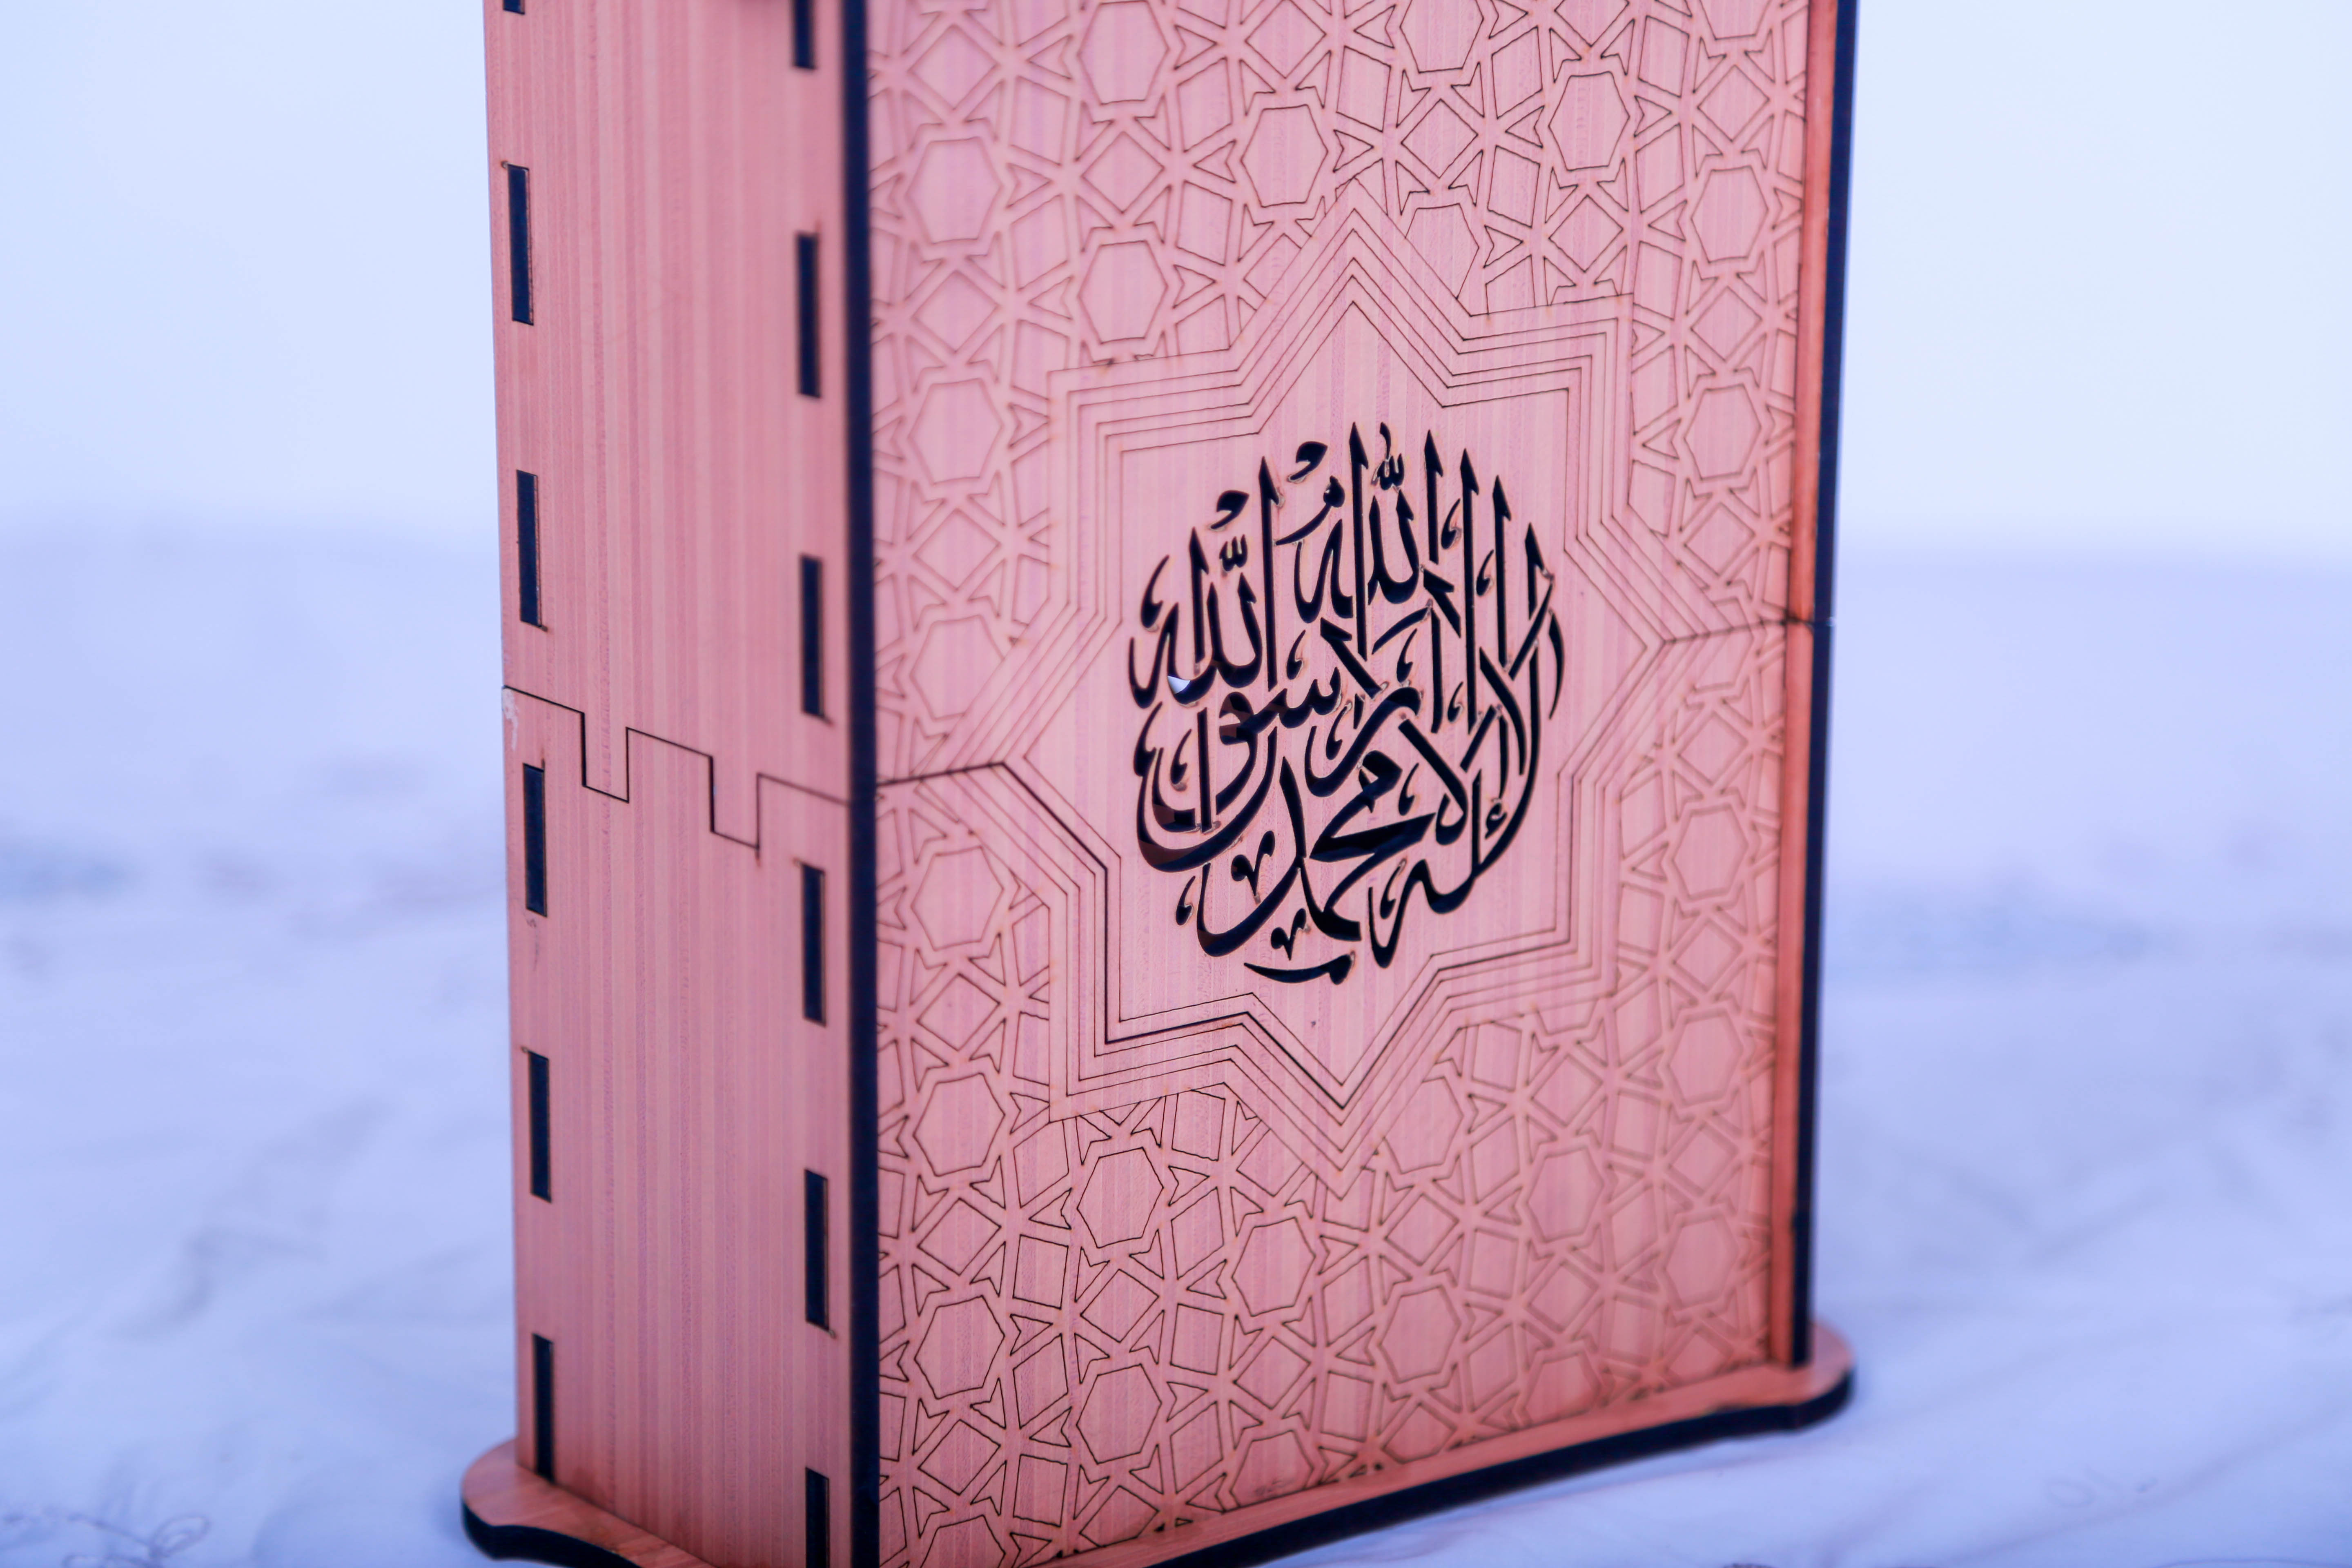 لا إله إلا الله محمد رسول الله